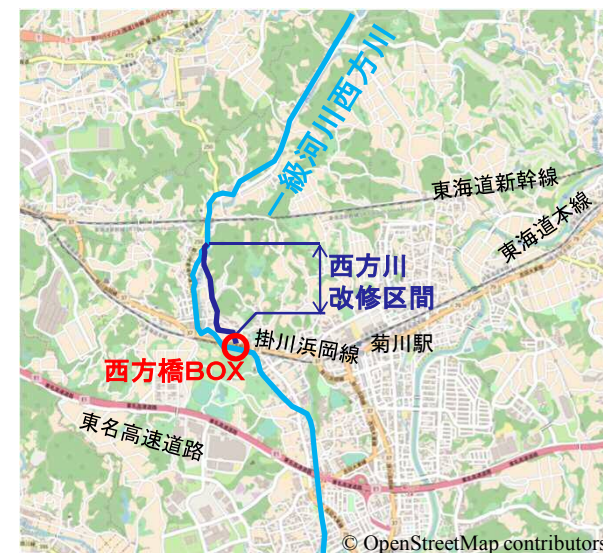 一級河川西方川
東海道新幹線
東海道本線
西方川
改修区間
掛川浜岡線
菊川駅
西方橋BOX
東名高速道路
© OpenStreetMap contributors